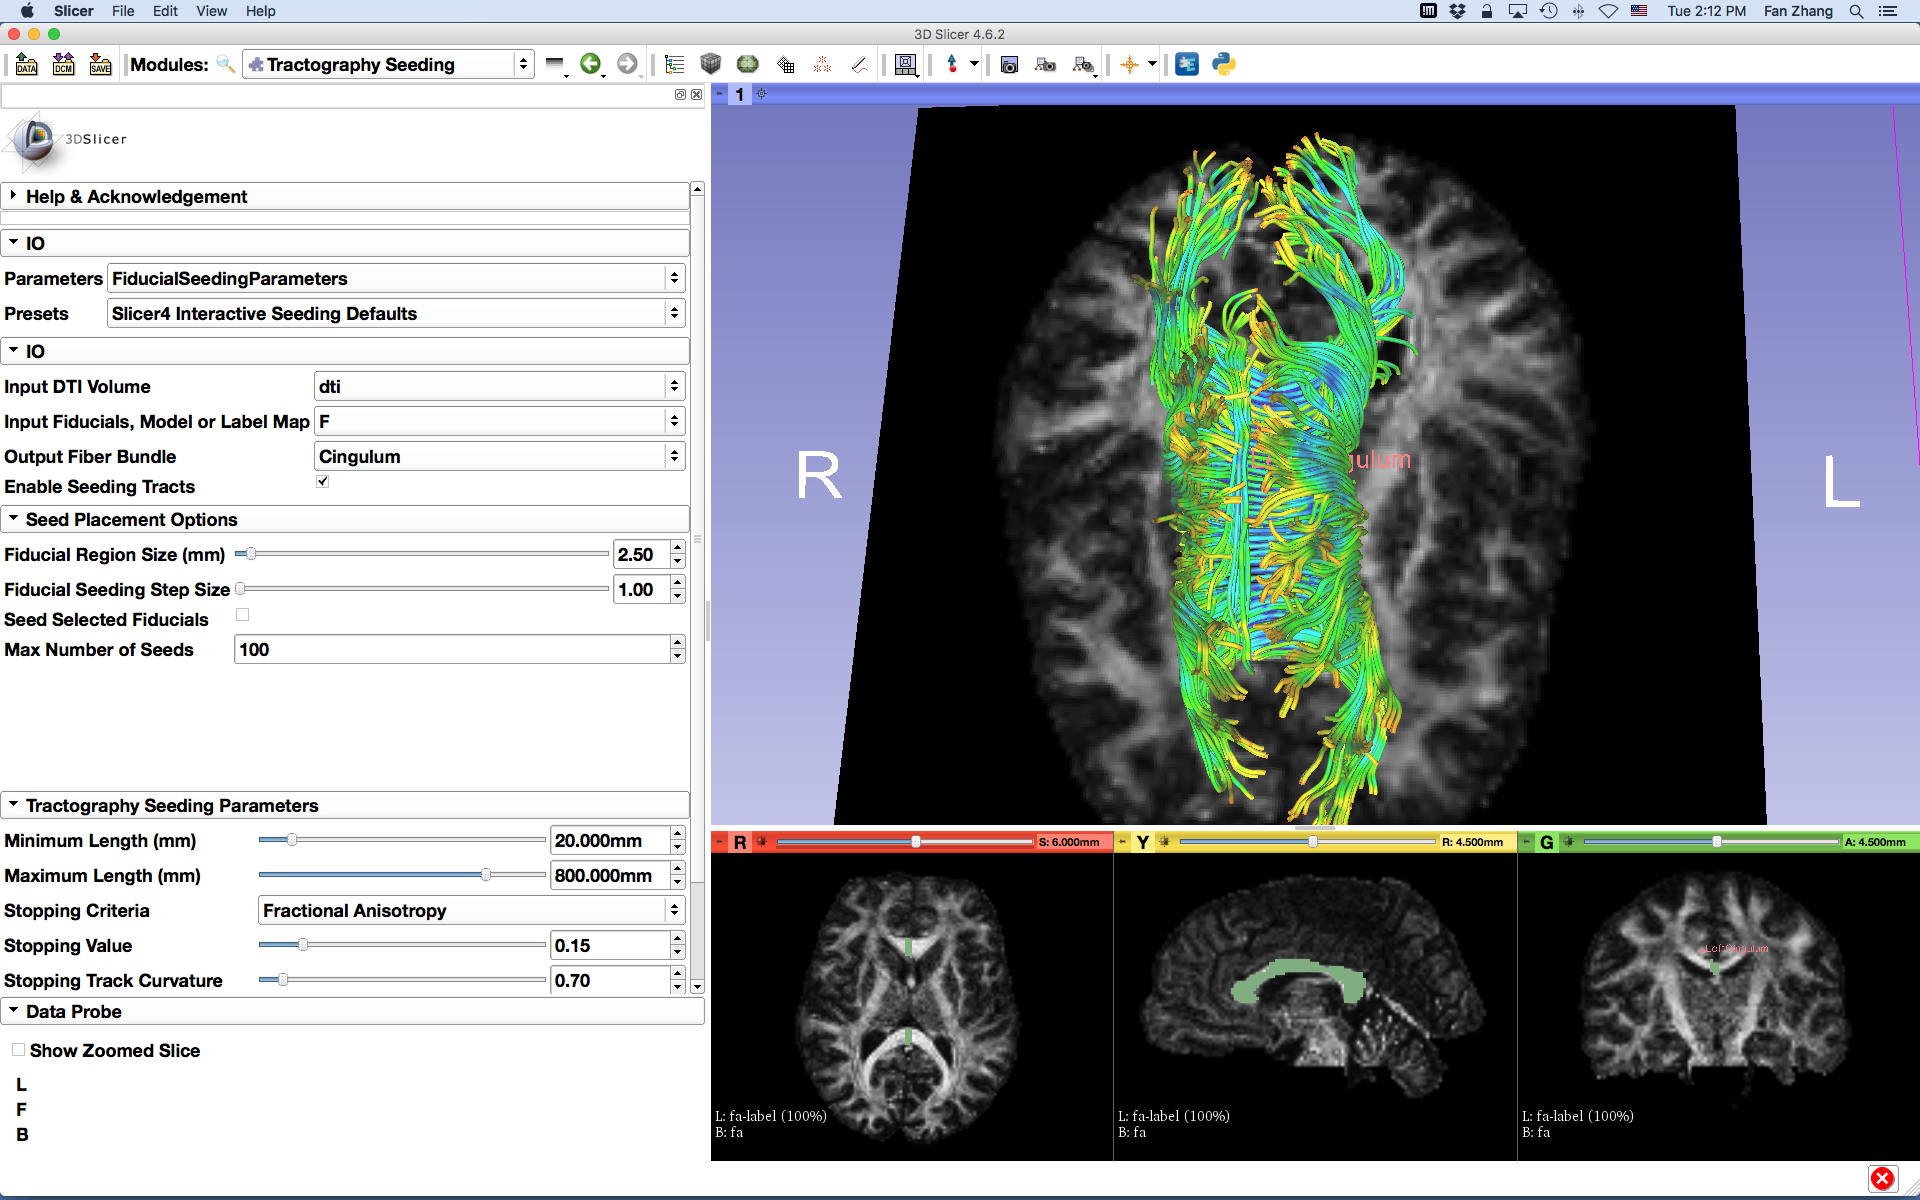 Slicer File Edit View Help Tue 2:12 PM Fan Zhang
3D Slicer 4.6.2
DATA DCM SAVE Modules: Tractography Seeding
1
3DSlicer
Help & Acknowledgement
IO
Parameters FiducialSeedingParameters
Presets Slicer4 Interactive Seeding Defaults
IO
Input DTI Volume dti
Input Fiducials, Model or Label Map F
Output Fiber Bundle Cingulum
Enable Seeding Tracts
Seed Placement Options
Fiducial Region Size (mm) 2.50
Fiducial Seeding Step Size 1.00
Seed Selected Fiducials
Max Number of Seeds 100
Tractography Seeding Parameters
Minimum Length (mm) 20.000mm
Maximum Length (mm) 800.000mm
Stopping Criteria Fractional Anisotropy
Stopping Value 0.15
Stopping Track Curvature 0.70
Data Probe
Show Zoomed Slice
L
F
B
R
L
gulum
R S: 6.000mm
Y R: 4.500mm
G A: 4.500mm
L: fa-label (100%)
B: fa
L: fa-label (100%)
B: fa
L: fa-label (100%)
B: fa